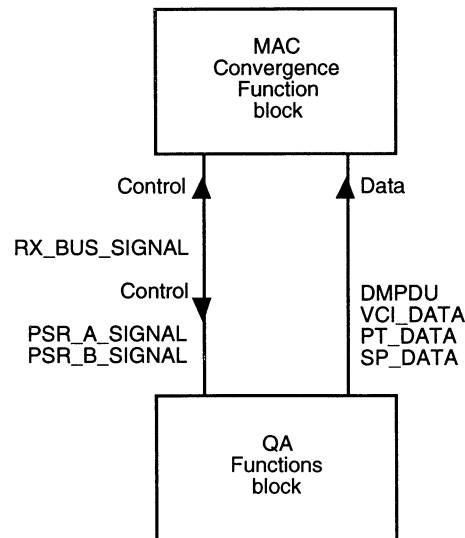 MAC
Convergence
Function
block
Control
Data
RX_BUS_SIGNAL
Control
PSR_A_SIGNAL
PSR_B_SIGNAL
DMPDU
VCI_DATA
PT_DATA
SP_DATA
QA
Functions
block